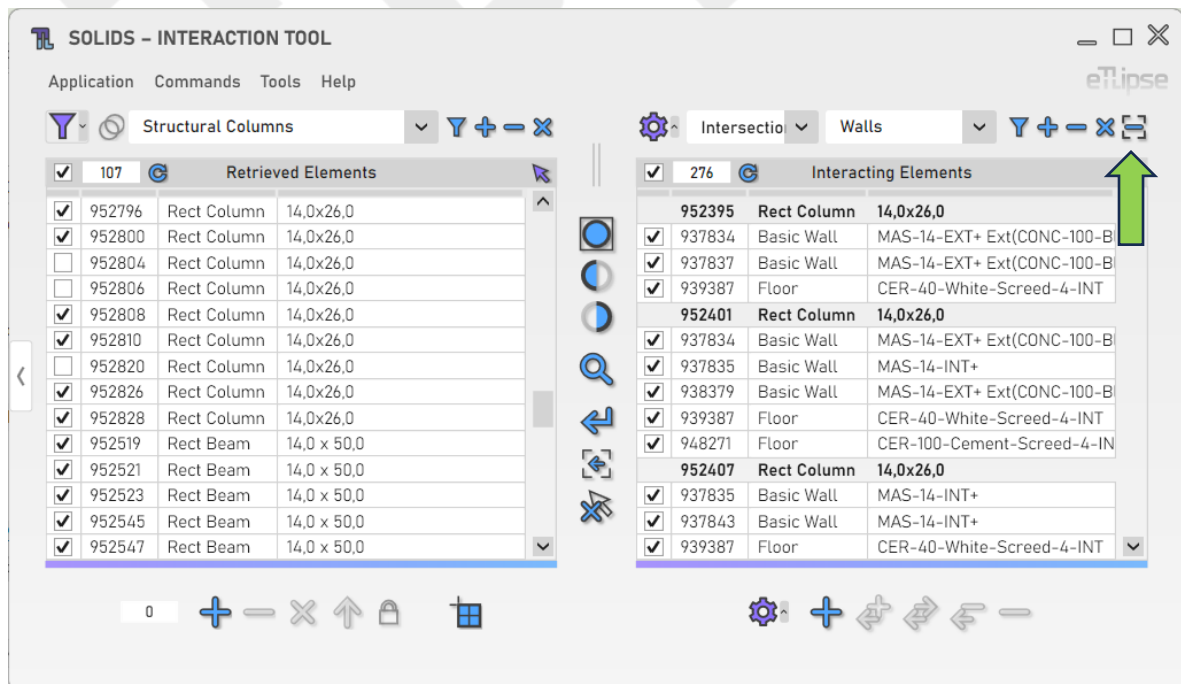 SOLIDS – INTERACTION TOOL
Application Commands Tools Help
eTLipse
Structural Columns
Intersectio Walls
107 Retrieved Elements
276 Interacting Elements
952796 Rect Column 14,0x26,0
952800 Rect Column 14,0x26,0
952804 Rect Column 14,0x26,0
952806 Rect Column 14,0x26,0
952808 Rect Column 14,0x26,0
952810 Rect Column 14,0x26,0
952820 Rect Column 14,0x26,0
952826 Rect Column 14,0x26,0
952828 Rect Column 14,0x26,0
952519 Rect Beam 14,0 x 50,0
952521 Rect Beam 14,0 x 50,0
952523 Rect Beam 14,0 x 50,0
952545 Rect Beam 14,0 x 50,0
952547 Rect Beam 14,0 x 50,0
952395 Rect Column 14,0x26,0
937834 Basic Wall MAS-14-EXT+ Ext(CONC-100-Bl
937837 Basic Wall MAS-14-EXT+ Ext(CONC-100-Bl
939387 Floor CER-40-White-Screed-4-INT
952401 Rect Column 14,0x26,0
937834 Basic Wall MAS-14-EXT+ Ext(CONC-100-Bl
937835 Basic Wall MAS-14-INT+
938379 Basic Wall MAS-14-EXT+ Ext(CONC-100-Bl
939387 Floor CER-40-White-Screed-4-INT
948271 Floor CER-100-Cement-Screed-4-IN
952407 Rect Column 14,0x26,0
937835 Basic Wall MAS-14-INT+
937843 Basic Wall MAS-14-INT+
939387 Floor CER-40-White-Screed-4-INT
0